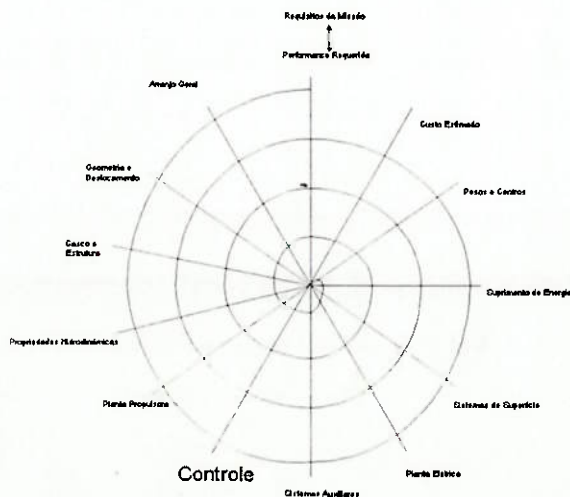 Requisitos de Missão
Performance Requerida
Arranjo Geral
Custo Estimado
Geometria e
Deslocamento
Pesos e Centros
Casco e
Estrutura
Suprimento de Energia
Propriedades Hidrodinâmicas
Planta Propulsora
Sistemas de Superfície
Controle
Planta Elétrica
Sistemas Auxiliares